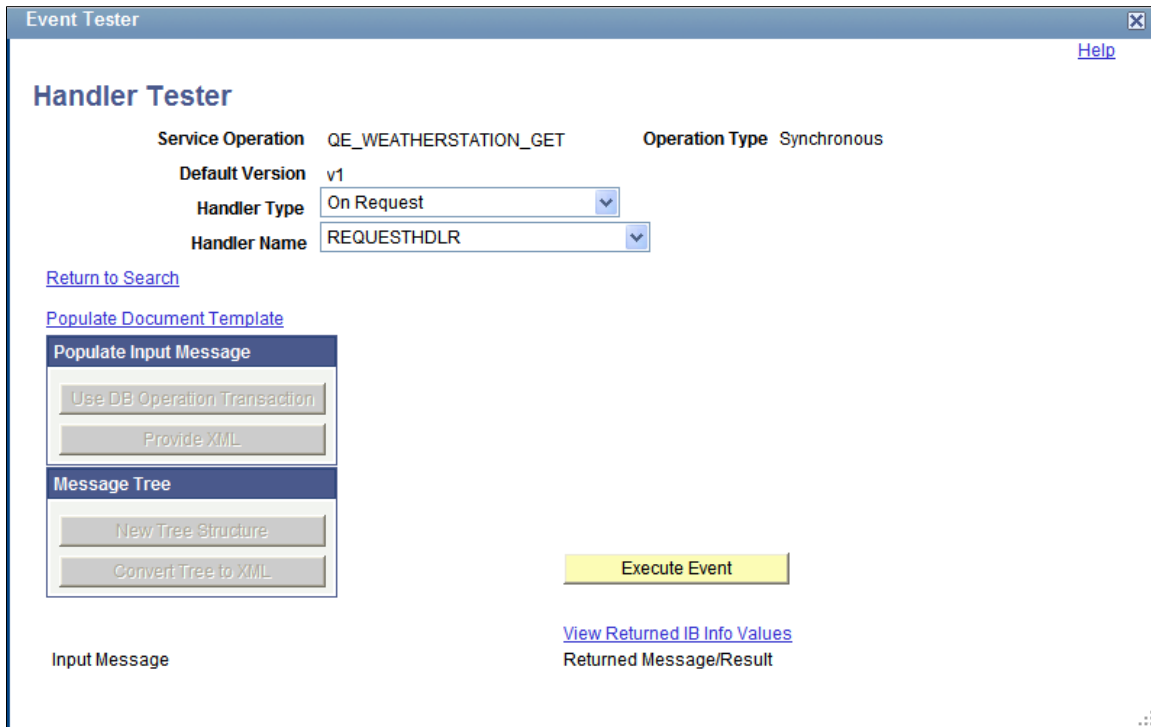 Event Tester
Help
Handler Tester
Service Operation QE_WEATHERSTATION_GET Operation Type Synchronous
Default Version v1
Handler Type On Request
Handler Name REQUESTHDLR
Return to Search
Populate Document Template
Populate Input Message
Use DB Operation Transaction
Provide XML
Message Tree
New Tree Structure
Convert Tree to XML
Execute Event
View Returned IB Info Values
Input Message Returned Message/Result